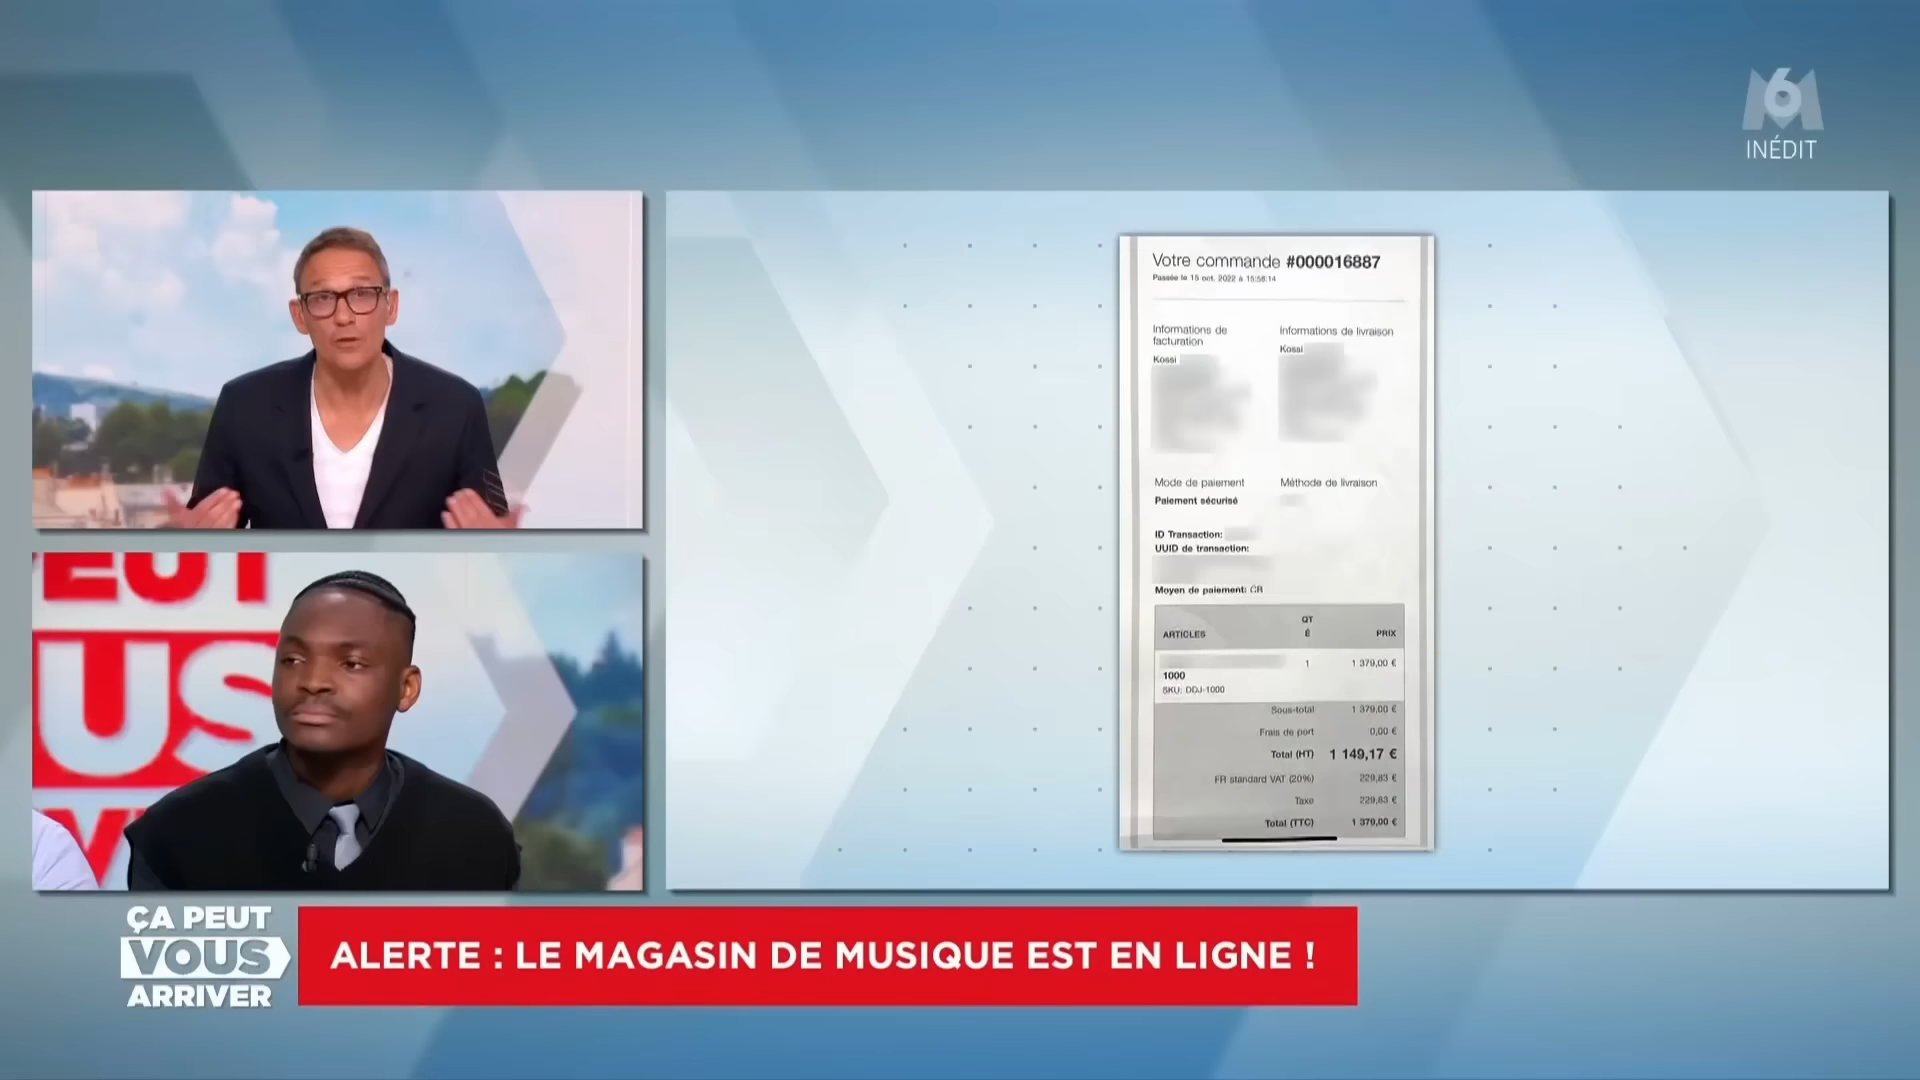 M6
INÉDIT
Votre commande #000016887
Passée le 15 oct. 2022 à 15:58:14
Informations de
facturation
Kossi
Informations de livraison
Kossi
Mode de paiement
Paiement sécurisé
Méthode de livraison
ID Transaction:
UUID de transaction:
Moyen de paiement: CB
ARTICLES QT É PRIX
1 1 379,00 €
1000
SKU: DDJ-1000
Sous-total 1 379,00 €
Frais de port 0,00 €
Total (HT) 1 149,17 €
FR standard VAT (20%) 229,83 €
Taxe 229,83 €
Total (TTC) 1 379,00 €
PEUT
US
ÇA PEUT
VOUS
ARRIVER
ALERTE : LE MAGASIN DE MUSIQUE EST EN LIGNE !